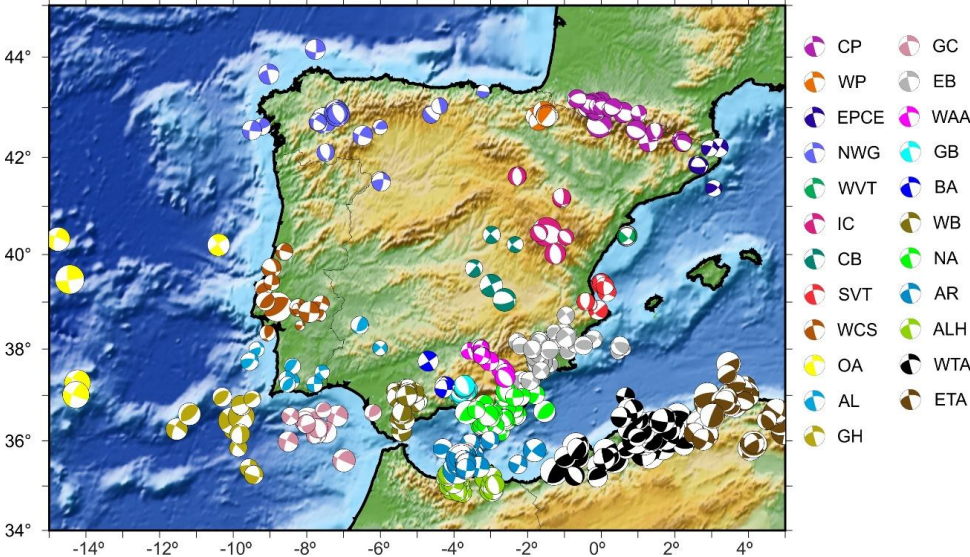 44°
42°
40°
38°
36°
34°
-14° -12° -10° -8° -6° -4° -2° 0° 2° 4°
CP GC
WP EB
EPCE WAA
NWG GB
WVT BA
IC WB
CB NA
SVT AR
WCS ALH
OA WTA
AL ETA
GH